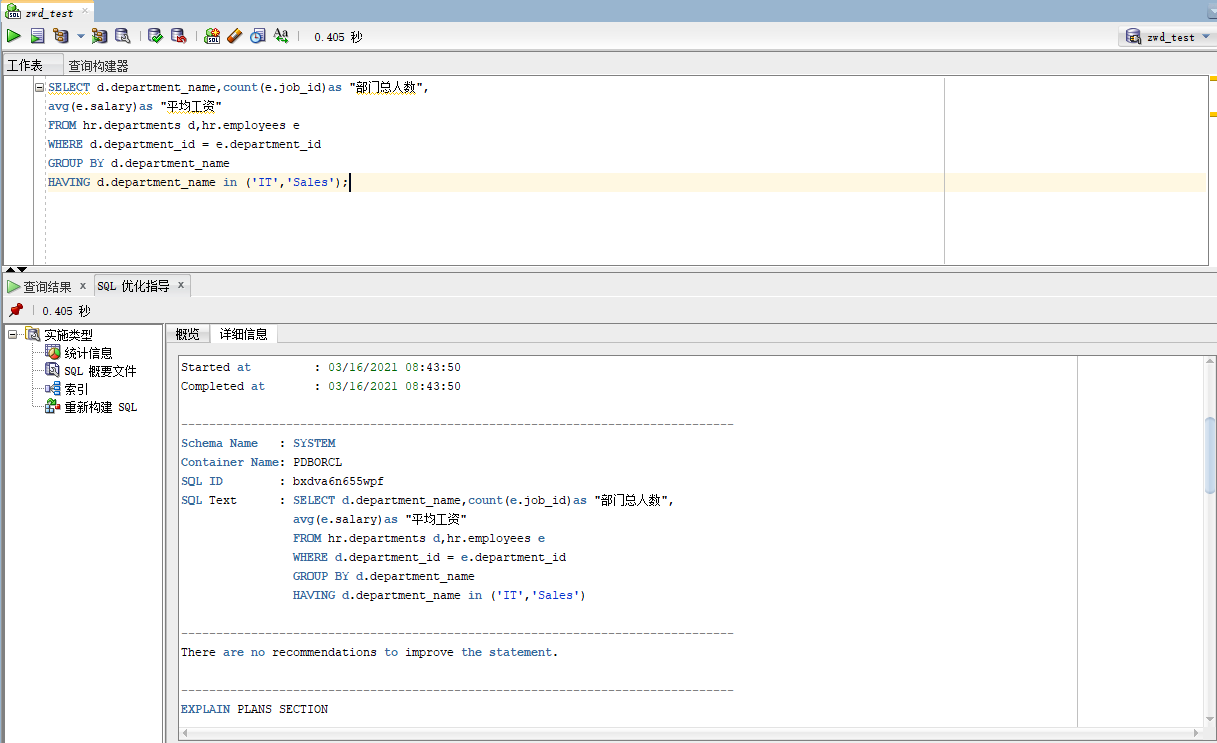 zwd_test
0.405 秒
zwd_test
工作表 查询构建器
SELECT d.department_name,count(e.job_id)as "部门总人数",
avg(e.salary)as "平均工资"
FROM hr.departments d,hr.employees e
WHERE d.department_id = e.department_id
GROUP BY d.department_name
HAVING d.department_name in ('IT','Sales');
查询结果 x SQL 优化指导 x
0.405 秒
实施类型
统计信息
SQL 概要文件
索引
重新构建 SQL
概览 详细信息
Started at : 03/16/2021 08:43:50
Completed at : 03/16/2021 08:43:50
-------------------------------------------------------------------------------
Schema Name : SYSTEM
Container Name: PDBORCL
SQL ID : bxdva6n655wpf
SQL Text : SELECT d.department_name,count(e.job_id)as "部门总人数",
avg(e.salary)as "平均工资"
FROM hr.departments d,hr.employees e
WHERE d.department_id = e.department_id
GROUP BY d.department_name
HAVING d.department_name in ('IT','Sales')
-------------------------------------------------------------------------------
There are no recommendations to improve the statement.
-------------------------------------------------------------------------------
EXPLAIN PLANS SECTION